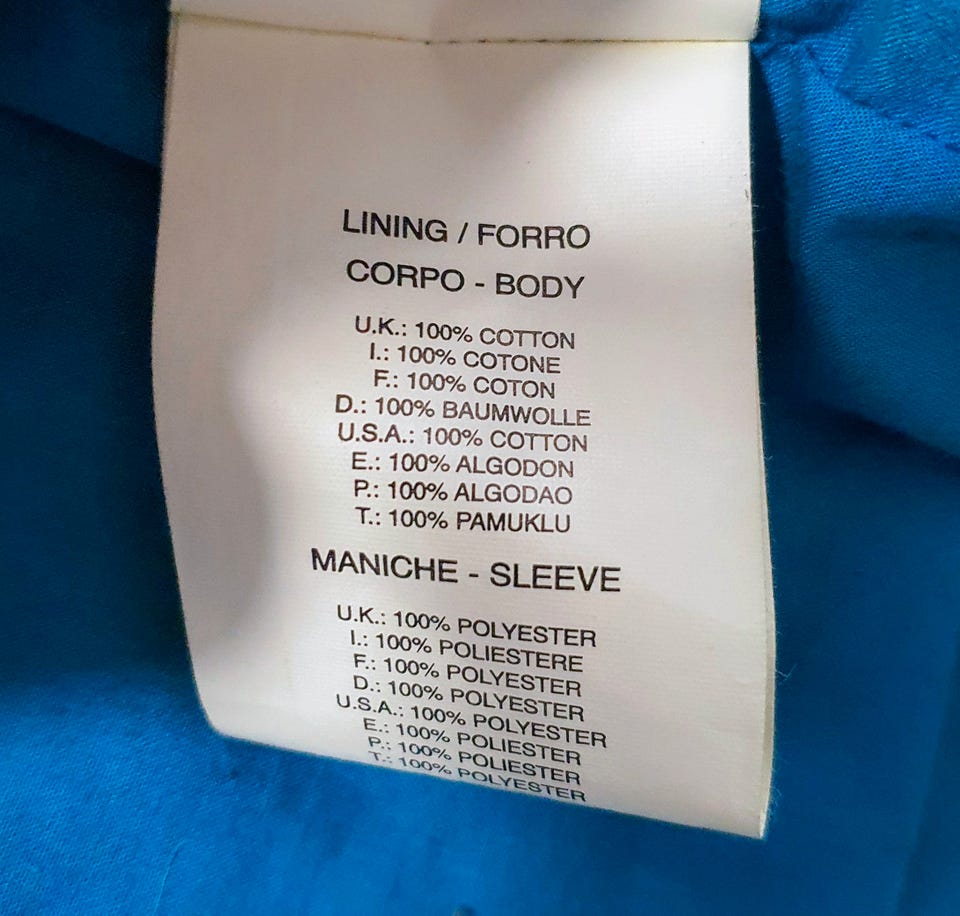 LINING / FORRO
CORPO - BODY
U.K.: 100% COTTON
I.: 100% COTONE
F.: 100% COTON
D.: 100% BAUMWOLLE
U.S.A.: 100% COTTON
E.: 100% ALGODON
P.: 100% ALGODAO
T.: 100% PAMUKLU
MANICHE - SLEEVE
U.K.: 100% POLYESTER
I.: 100% POLIESTERE
F.: 100% POLYESTER
D.: 100% POLYESTER
U.S.A.: 100% POLYESTER
E.: 100% POLIESTER
P.: 100% POLIESTER
T.: 100% POLYESTER